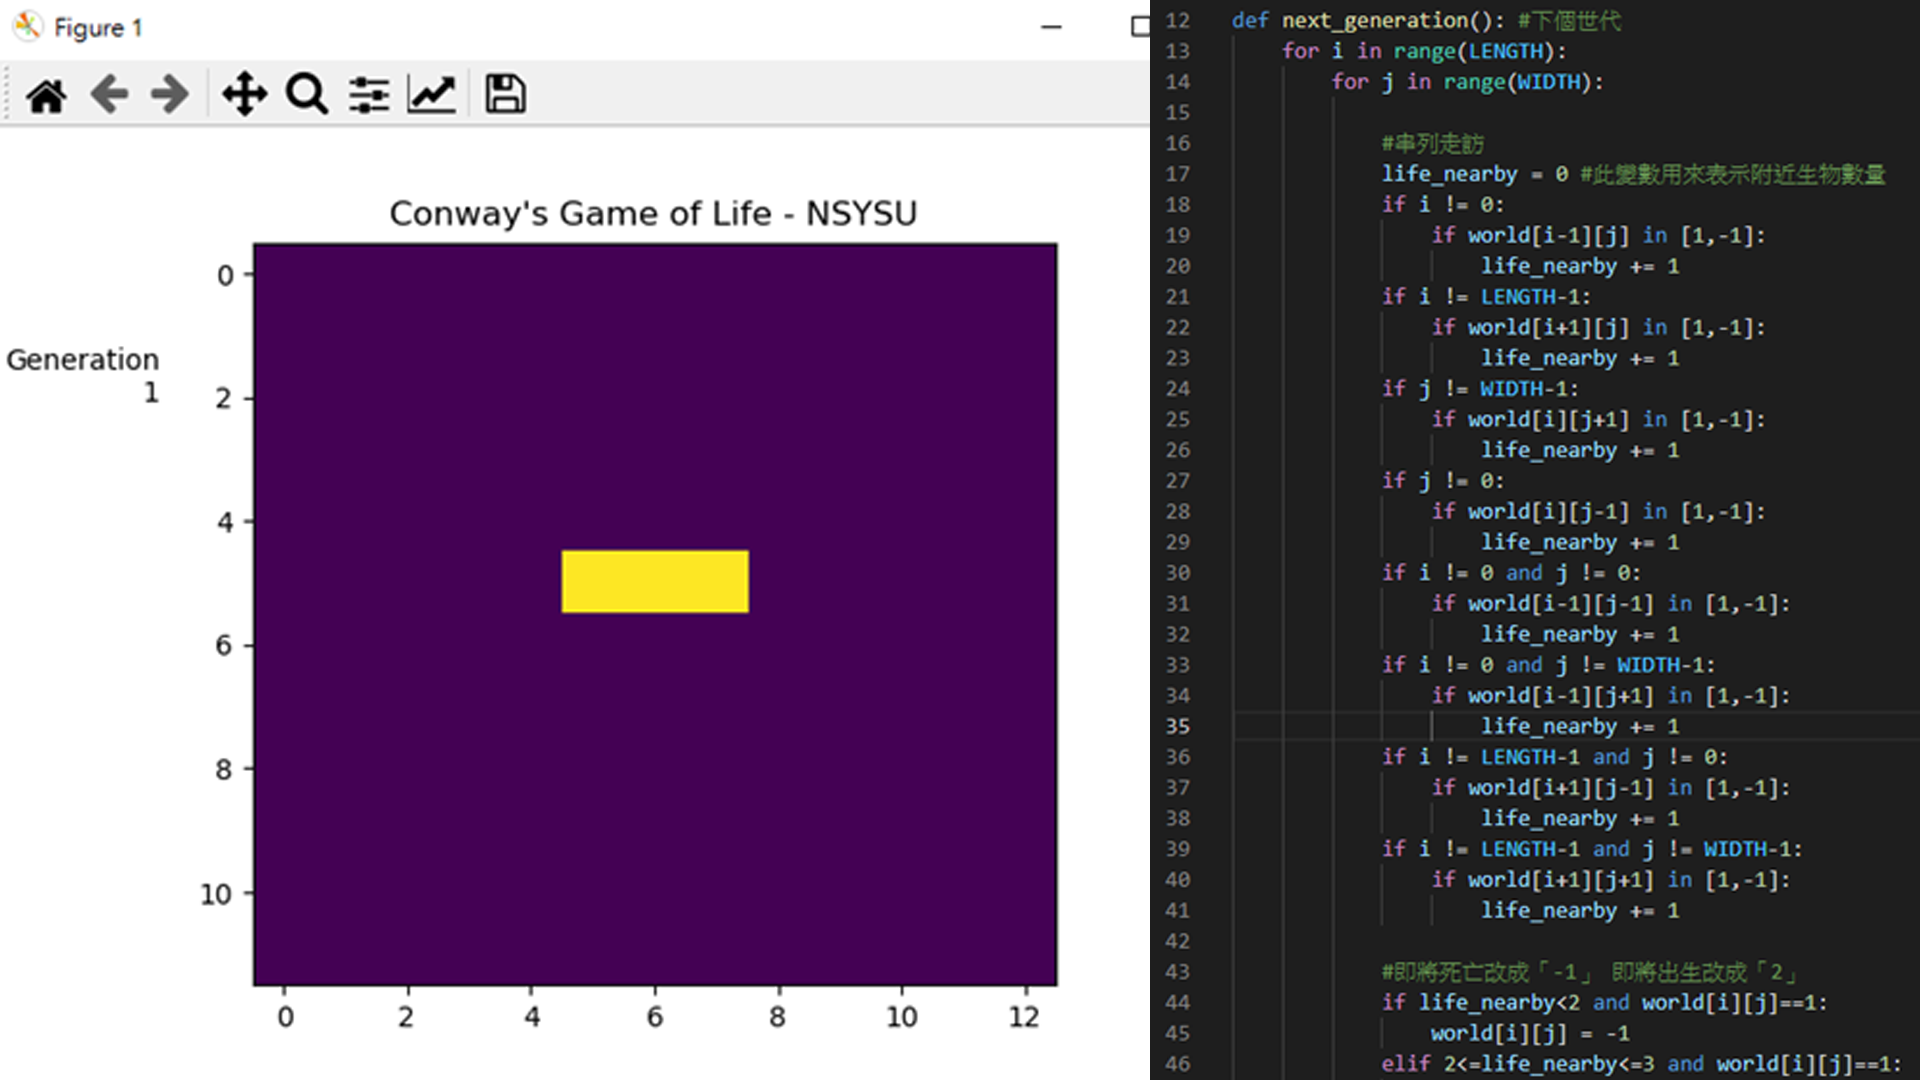 Figure 1
Conway's Game of Life - NSYSU
Generation
1
0
2
4
6
8
10
0 2 4 6 8 10 12
12 def next_generation(): #下個世代
13 for i in range(LENGTH):
14 for j in range(WIDTH):
15
16 #串列走訪
17 life_nearby = 0 #此變數用來表示附近生物數量
18 if i != 0:
19 if world[i-1][j] in [1,-1]:
20 life_nearby += 1
21 if i != LENGTH-1:
22 if world[i+1][j] in [1,-1]:
23 life_nearby += 1
24 if j != WIDTH-1:
25 if world[i][j+1] in [1,-1]:
26 life_nearby += 1
27 if j != 0:
28 if world[i][j-1] in [1,-1]:
29 life_nearby += 1
30 if i != 0 and j != 0:
31 if world[i-1][j-1] in [1,-1]:
32 life_nearby += 1
33 if i != 0 and j != WIDTH-1:
34 if world[i-1][j+1] in [1,-1]:
35 life_nearby += 1
36 if i != LENGTH-1 and j != 0:
37 if world[i+1][j-1] in [1,-1]:
38 life_nearby += 1
39 if i != LENGTH-1 and j != WIDTH-1:
40 if world[i+1][j+1] in [1,-1]:
41 life_nearby += 1
42
43 #即將死亡改成「-1」 即將出生改成「2」
44 if life_nearby<2 and world[i][j]==1:
45 world[i][j] = -1
46 elif 2<=life_nearby<=3 and world[i][j]==1: